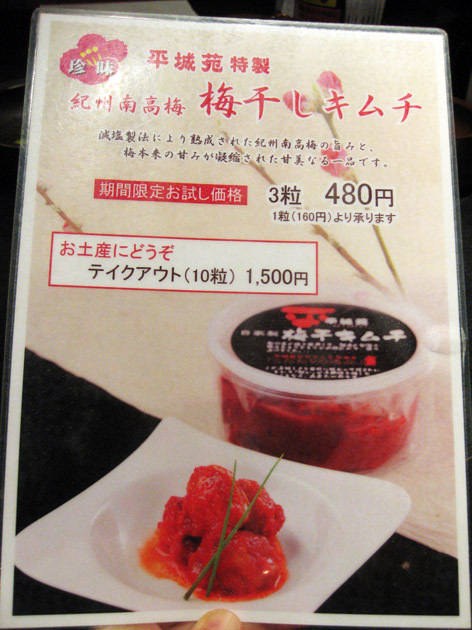 珍味
平城苑 特製
紀州南高梅 梅干しキムチ
減塩製法により熟成された紀州南高梅の旨みと、
梅本来の甘みが凝縮された甘美なる一品です。
期間限定お試し価格 3粒 480円
1粒(160円)より承ります
お土産にどうぞ
テイクアウト(10粒) 1,500円
平城苑
自家製 梅干キムチ